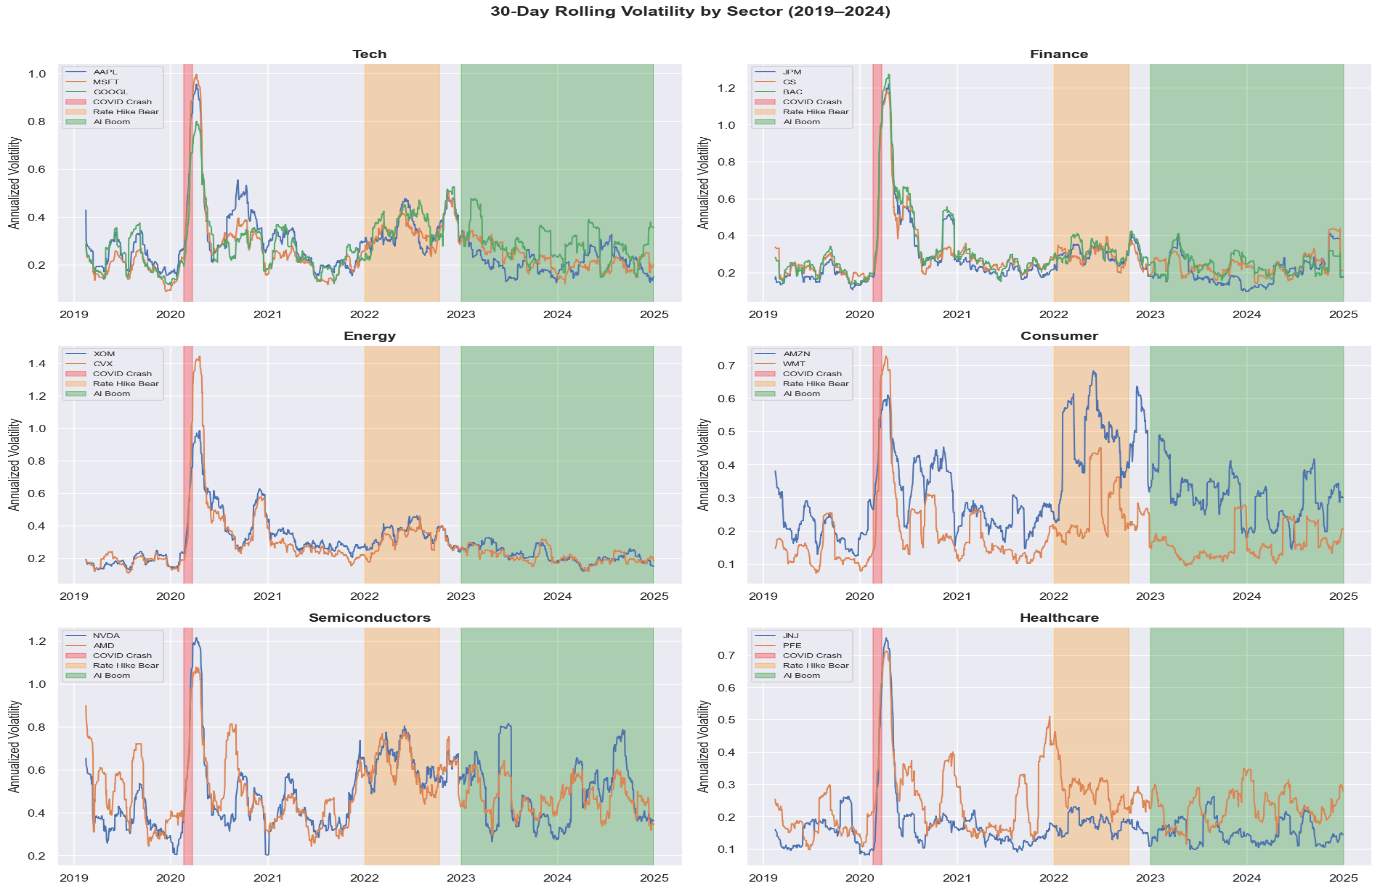 30-Day Rolling Volatility by Sector (2019–2024)
Tech
AAPL
MSFT
GOOGL
COVID Crash
Rate Hike Bear
AI Boom
Annualized Volatility
1.0
0.8
0.6
0.4
0.2
2019 2020 2021 2022 2023 2024 2025
Finance
JPM
GS
BAC
COVID Crash
Rate Hike Bear
AI Boom
Annualized Volatility
1.2
1.0
0.8
0.6
0.4
0.2
2019 2020 2021 2022 2023 2024 2025
Energy
XOM
CVX
COVID Crash
Rate Hike Bear
AI Boom
Annualized Volatility
1.4
1.2
1.0
0.8
0.6
0.4
0.2
2019 2020 2021 2022 2023 2024 2025
Consumer
AMZN
WMT
COVID Crash
Rate Hike Bear
AI Boom
Annualized Volatility
0.7
0.6
0.5
0.4
0.3
0.2
0.1
2019 2020 2021 2022 2023 2024 2025
Semiconductors
NVDA
AMD
COVID Crash
Rate Hike Bear
AI Boom
Annualized Volatility
1.2
1.0
0.8
0.6
0.4
0.2
2019 2020 2021 2022 2023 2024 2025
Healthcare
JNJ
PFE
COVID Crash
Rate Hike Bear
AI Boom
Annualized Volatility
0.7
0.6
0.5
0.4
0.3
0.2
0.1
2019 2020 2021 2022 2023 2024 2025